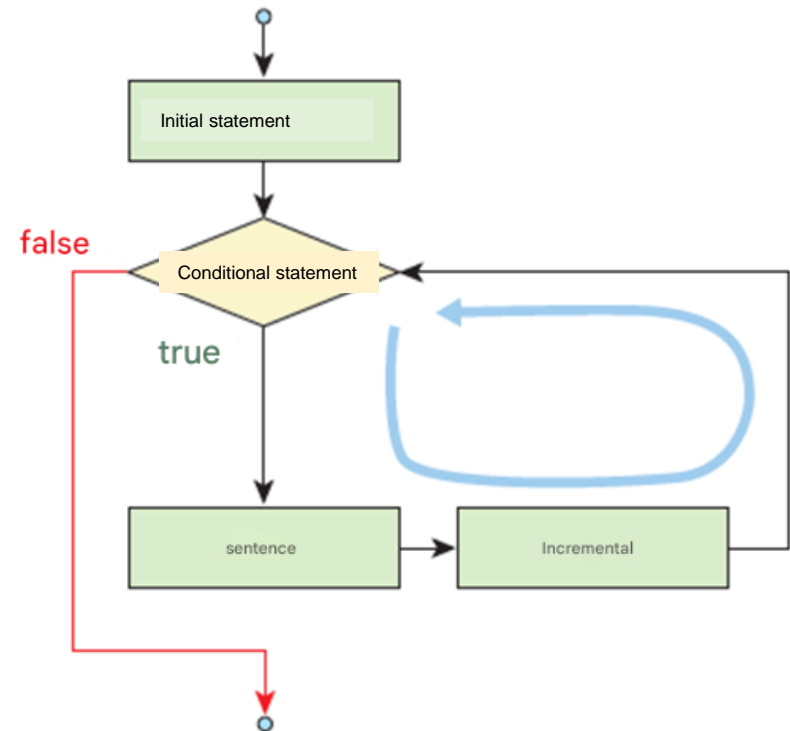 Initial statement
false
Conditional statement
true
sentence
Incremental